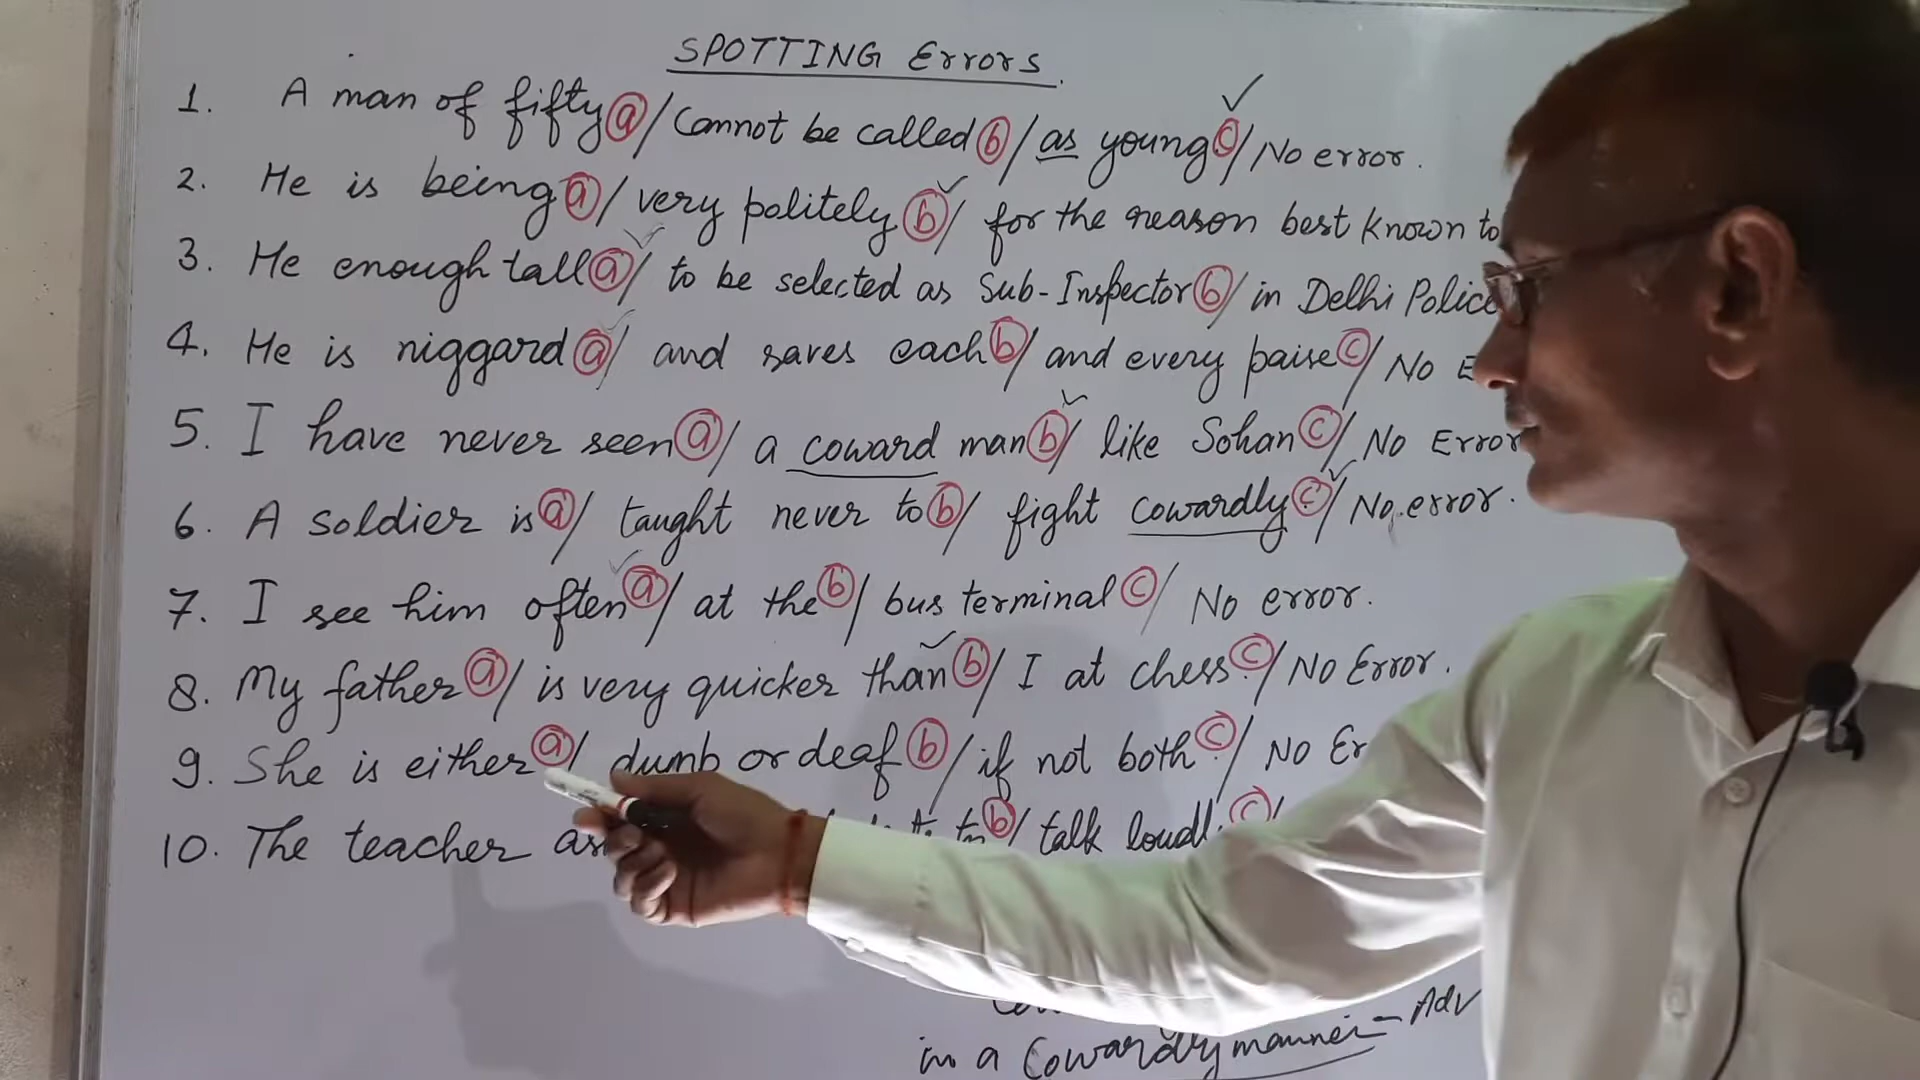 SPOTTING Errors
1. A man of fifty ⓐ / Cannot be called ⓑ / as young ⓒ / No error.
2. He is being ⓐ / very politely ⓑ / for the reason best known to
3. He enough tall ⓐ / to be selected as Sub-Inspector ⓑ / in Delhi Police
4. He is niggard ⓐ / and saves each ⓑ / and every paise ⓒ / No E
5. I have never seen ⓐ / a coward man ⓑ / like Sohan ⓒ / No Error
6. A soldier is ⓐ / taught never to ⓑ / fight cowardly ⓒ / No error.
7. I see him often ⓐ / at the ⓑ / bus terminal ⓒ / No error.
8. My father ⓐ / is very quicker than ⓑ / I at chess. ⓒ / No Error.
9. She is either ⓐ / dumb or deaf ⓑ / if not both. ⓒ / No Er
10. The teacher as ⓑ / talk ⓒ /
in a Cowardly manner - Adv